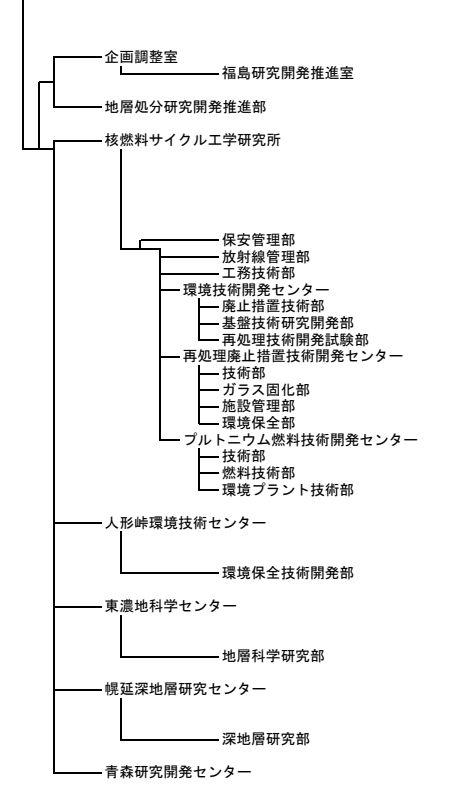 企画調整室
福島研究開発推進室
地層処分研究開発推進部
核燃料サイクル工学研究所
保安管理部
放射線管理部
工務技術部
環境技術開発センター
廃止措置技術部
基盤技術研究開発部
再処理技術開発試験部
再処理廃止措置技術開発センター
技術部
ガラス固化部
施設管理部
環境保全部
プルトニウム燃料技術開発センター
技術部
燃料技術部
環境プラント技術部
人形峠環境技術センター
環境保全技術開発部
東濃地科学センター
地層科学研究部
幌延深地層研究センター
深地層研究部
青森研究開発センター